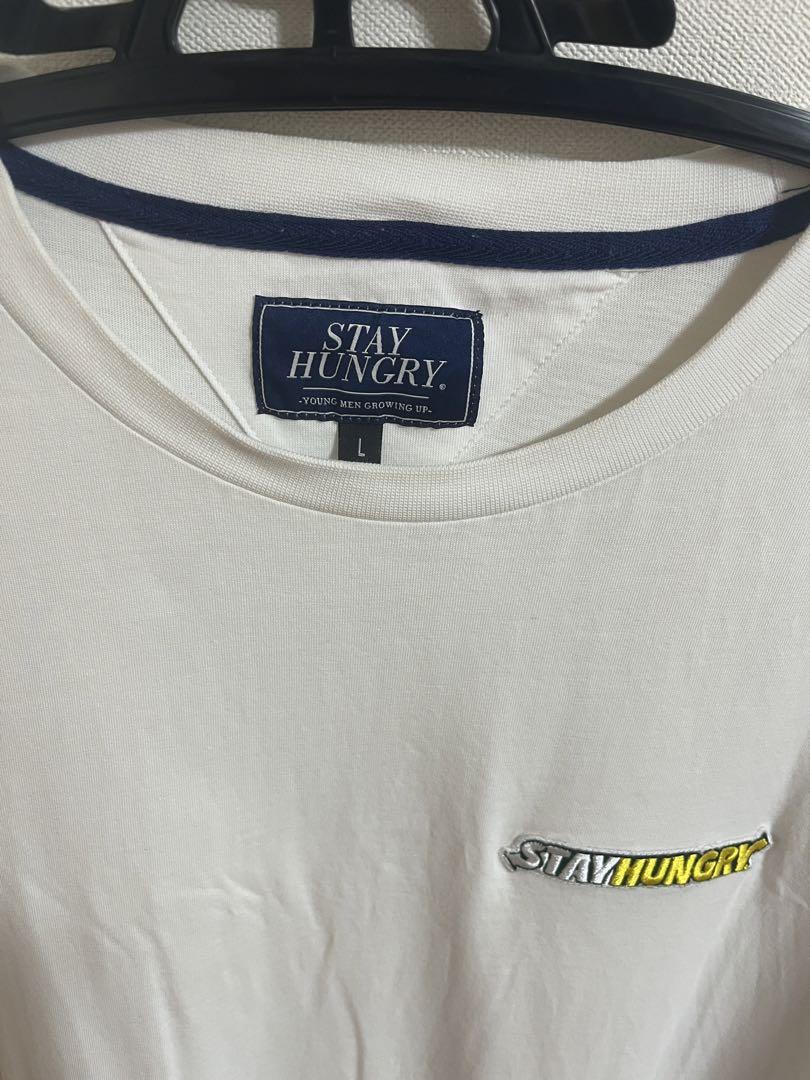 STAY
HUNGRY®
-YOUNG MEN GROWING UP-
L
STAYHUNGRY